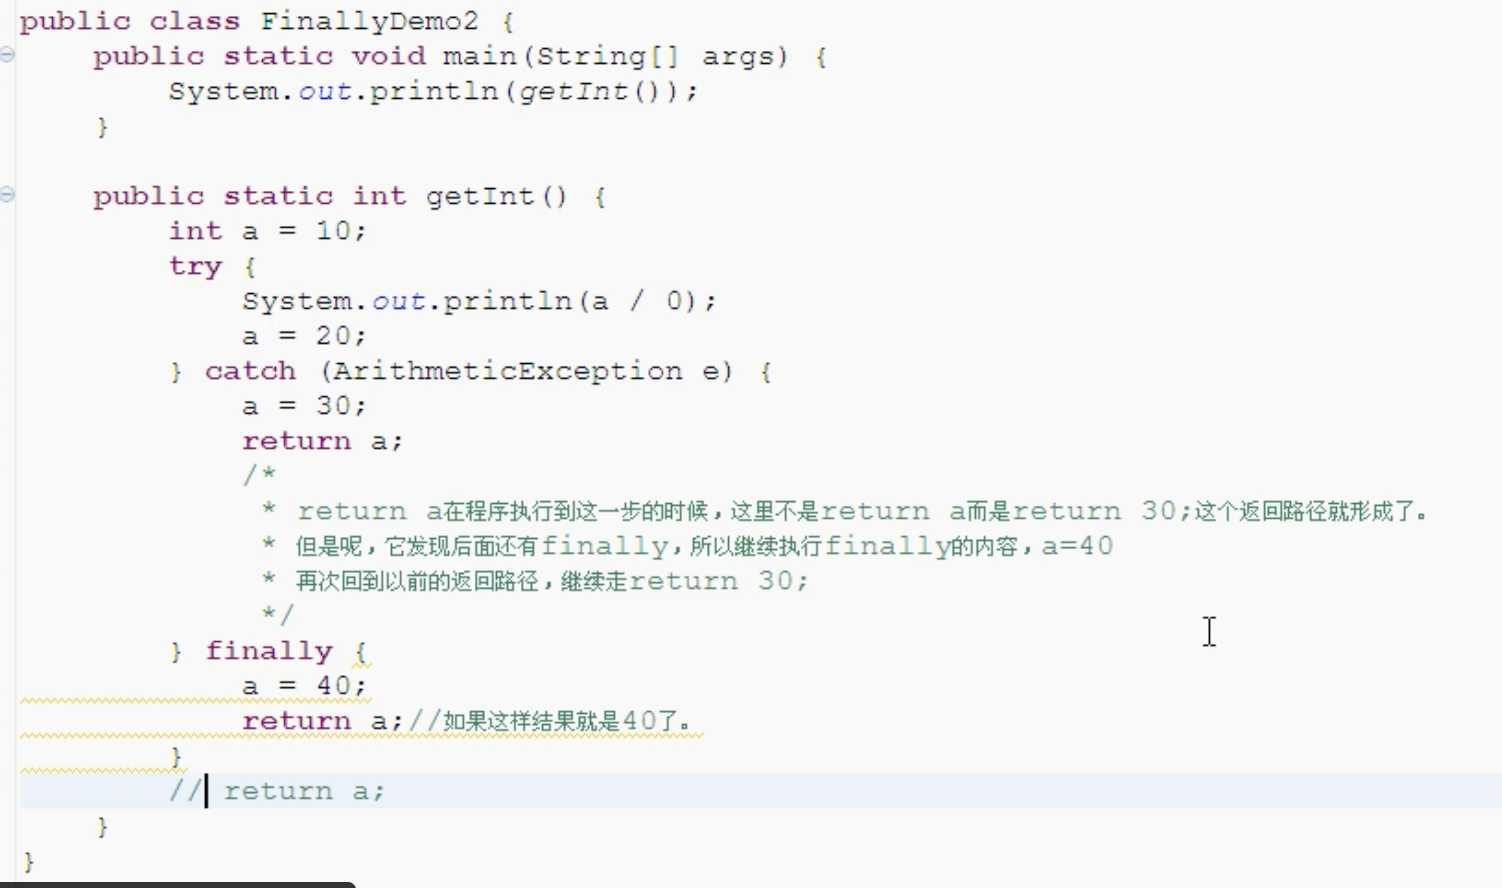 public class FinallyDemo2 {
public static void main(String[] args) {
System.out.println(getInt());
}
public static int getInt() {
int a = 10;
try {
System.out.println(a / 0);
a = 20;
} catch (ArithmeticException e) {
a = 30;
return a;
/*
* return a在程序执行到这一步的时候，这里不是return a而是return 30;这个返回路径就形成了。
* 但是呢，它发现后面还有finally，所以继续执行finally的内容，a=40
* 再次回到以前的返回路径，继续走return 30;
*/
} finally {
a = 40;
return a;//如果这样结果就是40了。
}
// return a;
}
}